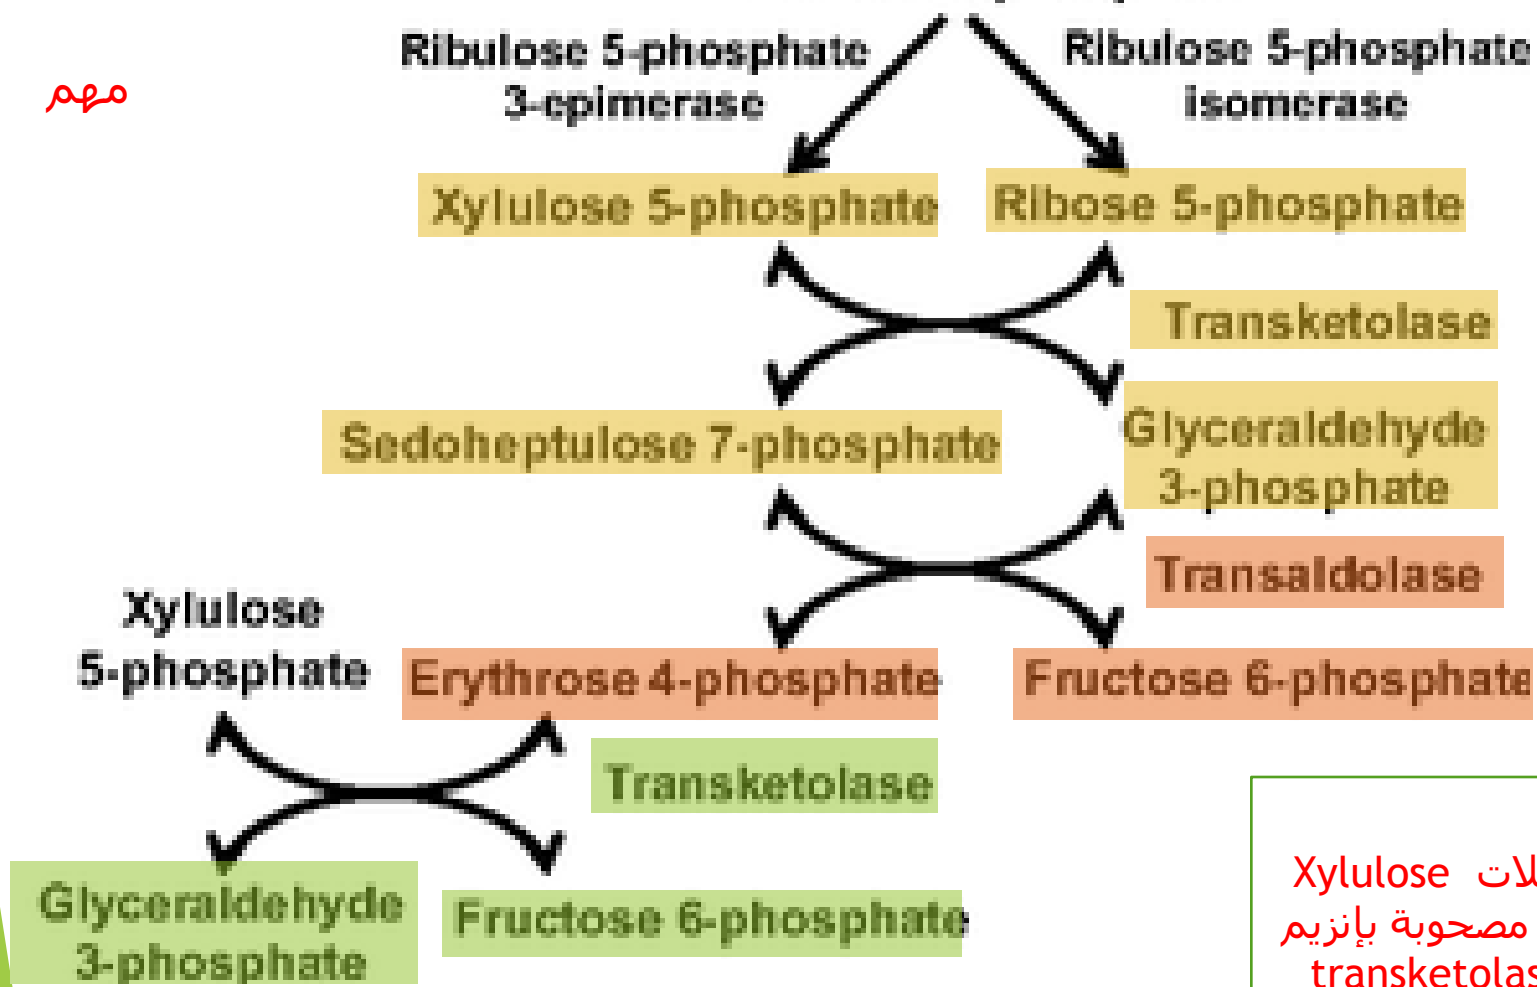 Ribulose 5-phosphate
3-epimerase
Ribulose 5-phosphate
isomerase
مهم
Xylulose 5-phosphate
Ribose 5-phosphate
Transketolase
Sedoheptulose 7-phosphate
Glyceraldehyde
3-phosphate
Transaldolase
Xylulose
5-phosphate
Erythrose 4-phosphate
Fructose 6-phosphate
Transketolase
Glyceraldehyde
3-phosphate
Fructose 6-phosphate
Xylulose
مصحوبة بإنزيم